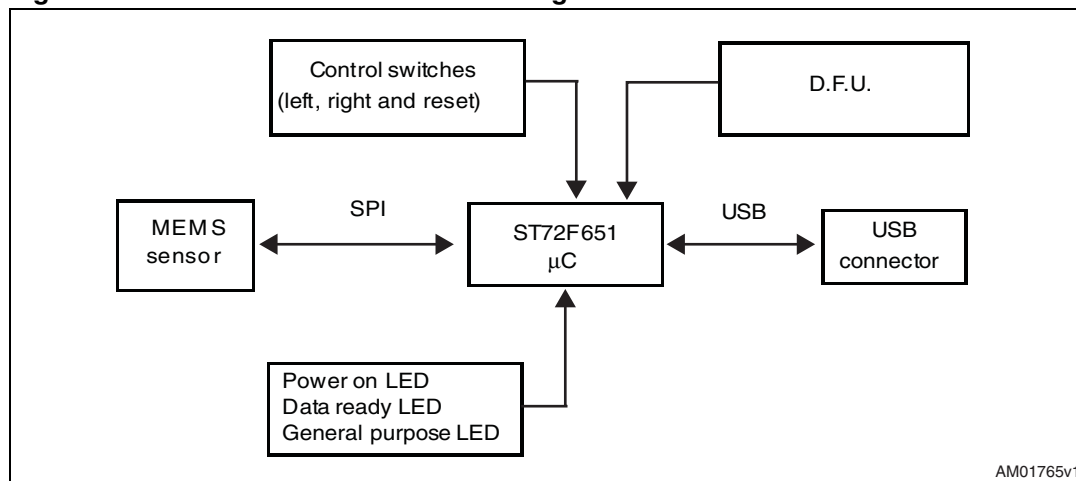 Control switches
(left, right and reset)
D.F.U.
MEMS
sensor
SPI
ST72F651
μC
USB
USB
connector
Power on LED
Data ready LED
General purpose LED
AM01765v1